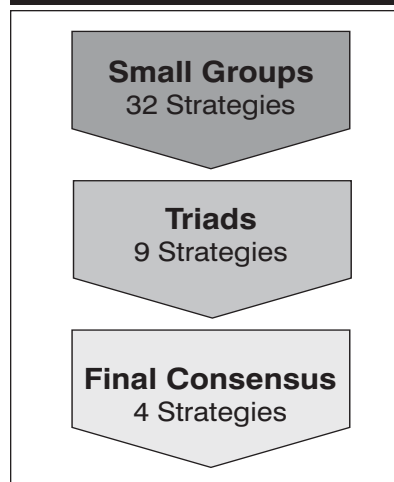 Small Groups
32 Strategies
Triads
9 Strategies
Final Consensus
4 Strategies